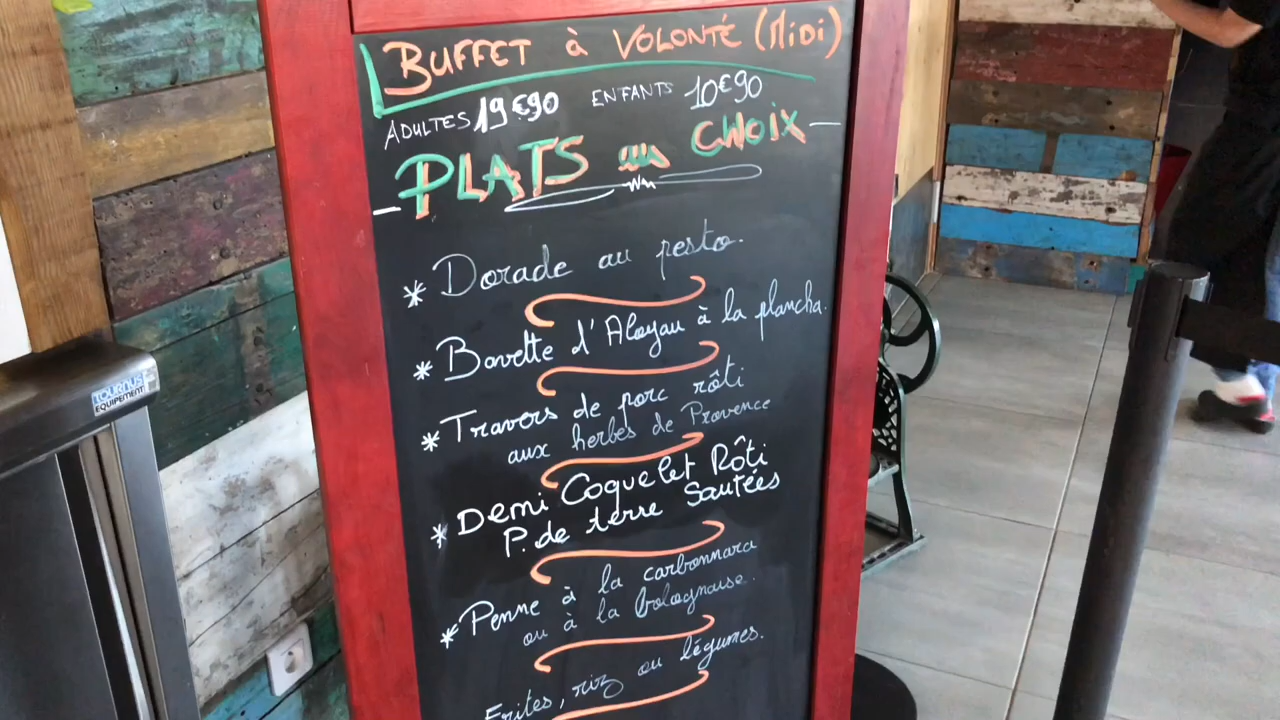 BUFFET à VOLONTÉ (MIDI)
ADULTES 19€90 ENFANTS 10€90
PLATS au CHOIX
* Dorade au pesto.
* Bavette d'Aloyau à la plancha.
* Travers de porc rôti
aux herbes de Provence
* Demi Coquelet Rôti
P. de terre Sautées
* Penne à la carbonnara
ou à la bolognaise.
Frites, riz ou légumes.
TOURNUS
EQUIPEMENT